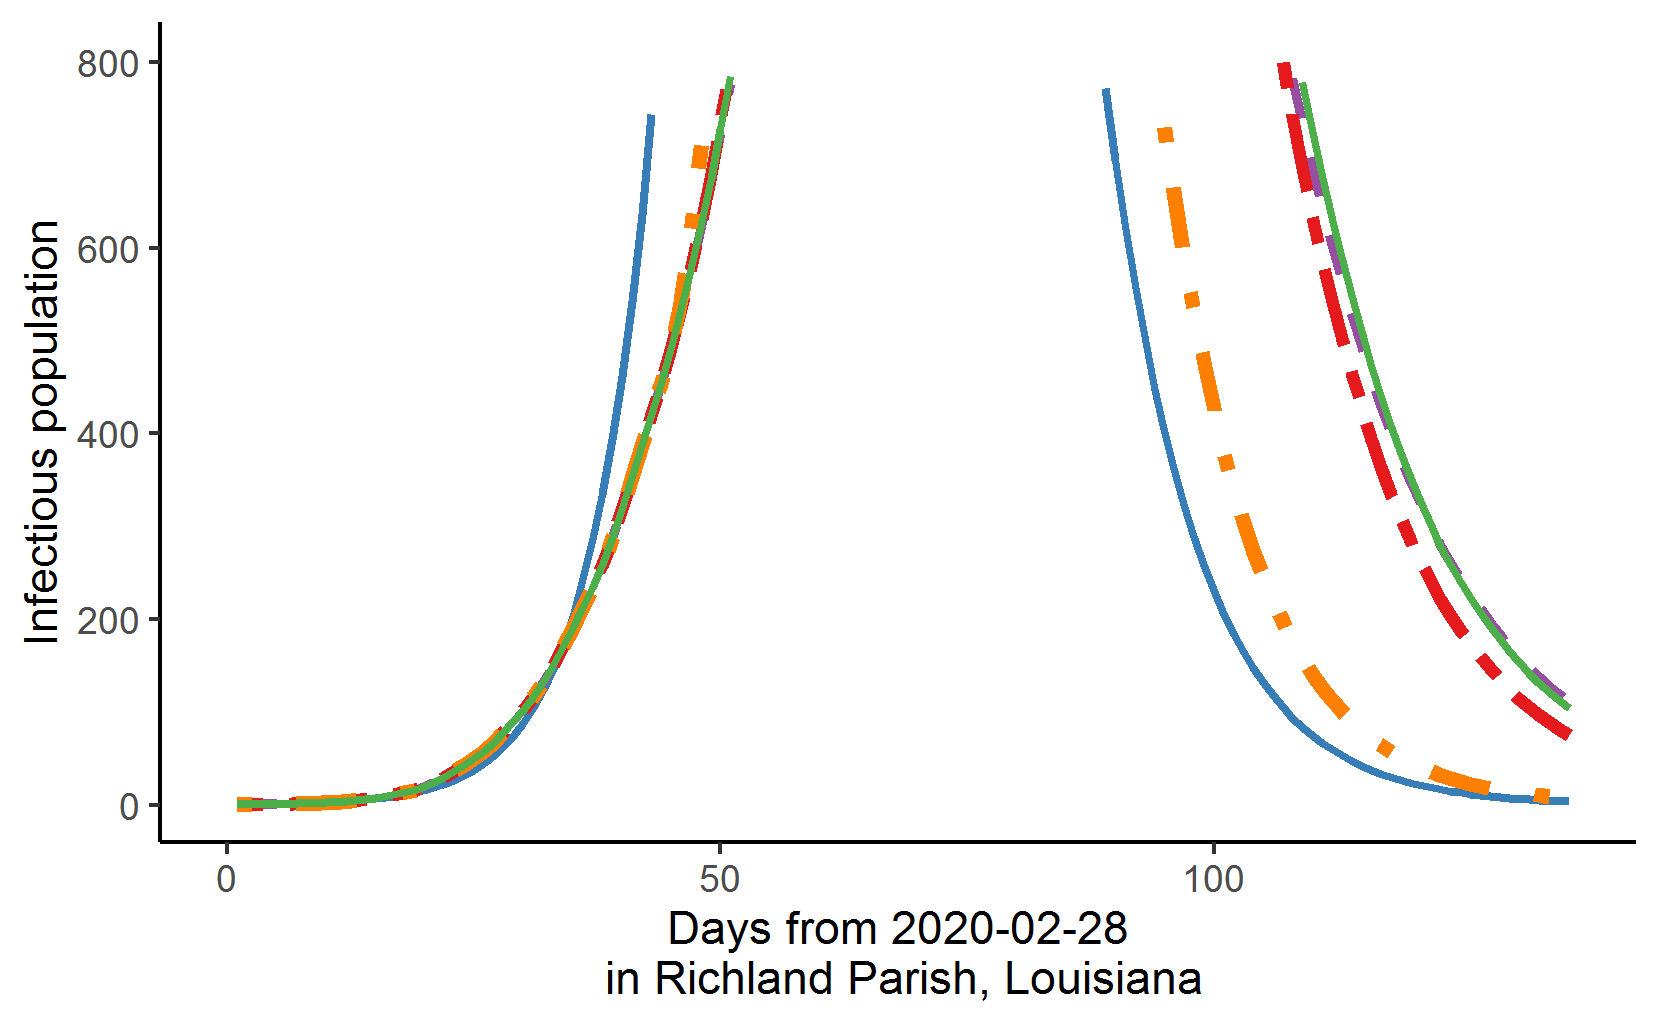 Infectious population
800
600
400
200
0
0 50 100
Days from 2020-02-28
in Richland Parish, Louisiana